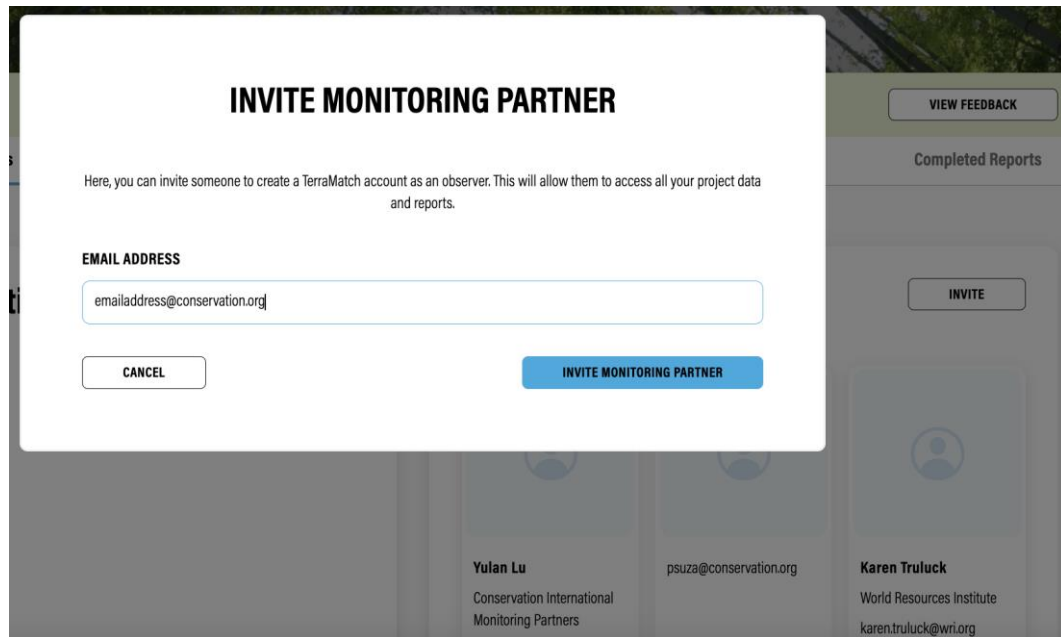 INVITE MONITORING PARTNER
Here, you can invite someone to create a TerraMatch account as an observer. This will allow them to access all your project data
and reports.
EMAIL ADDRESS
emailaddress@conservation.org
CANCEL
INVITE MONITORING PARTNER
VIEW FEEDBACK
Completed Reports
INVITE
Yulan Lu
Conservation International
Monitoring Partners
psuza@conservation.org
Karen Truluck
World Resources Institute
karen.truluck@wri.org